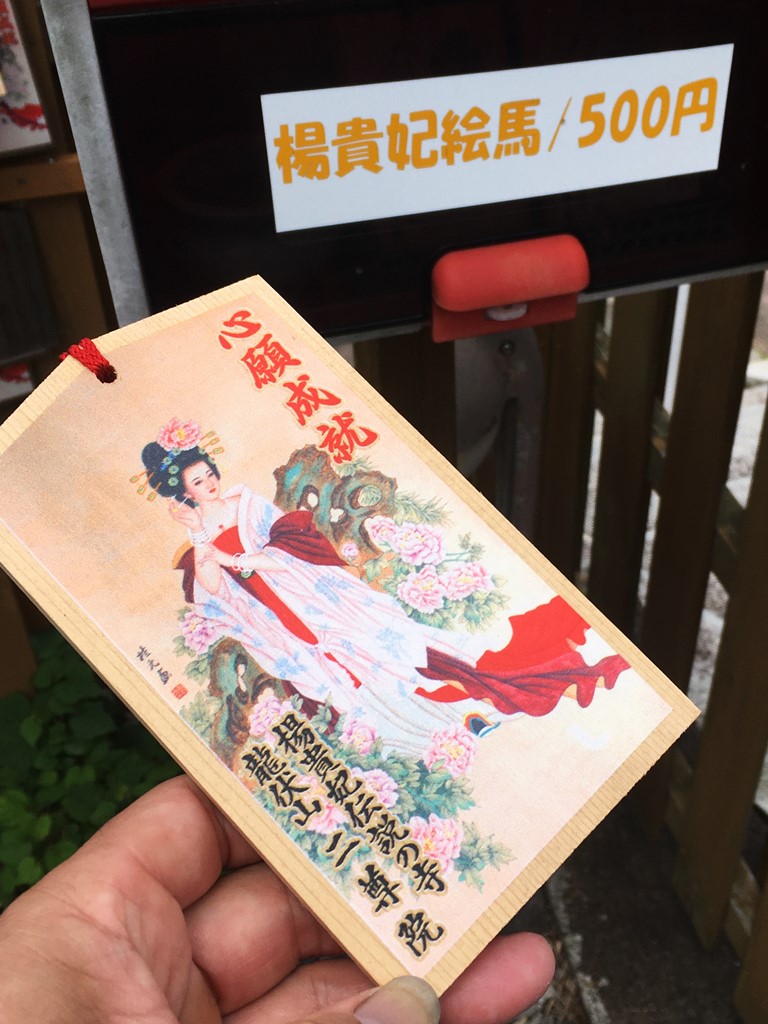 楊貴妃絵馬/500円
心願成就
楊貴妃伝説の寺
龍伏山 二尊院